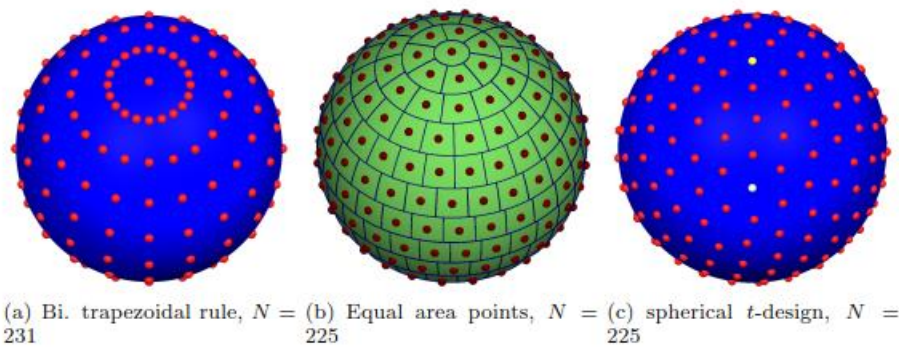 (a) Bi. trapezoidal rule, N =
231
(b) Equal area points, N =
225
(c) spherical t-design, N =
225